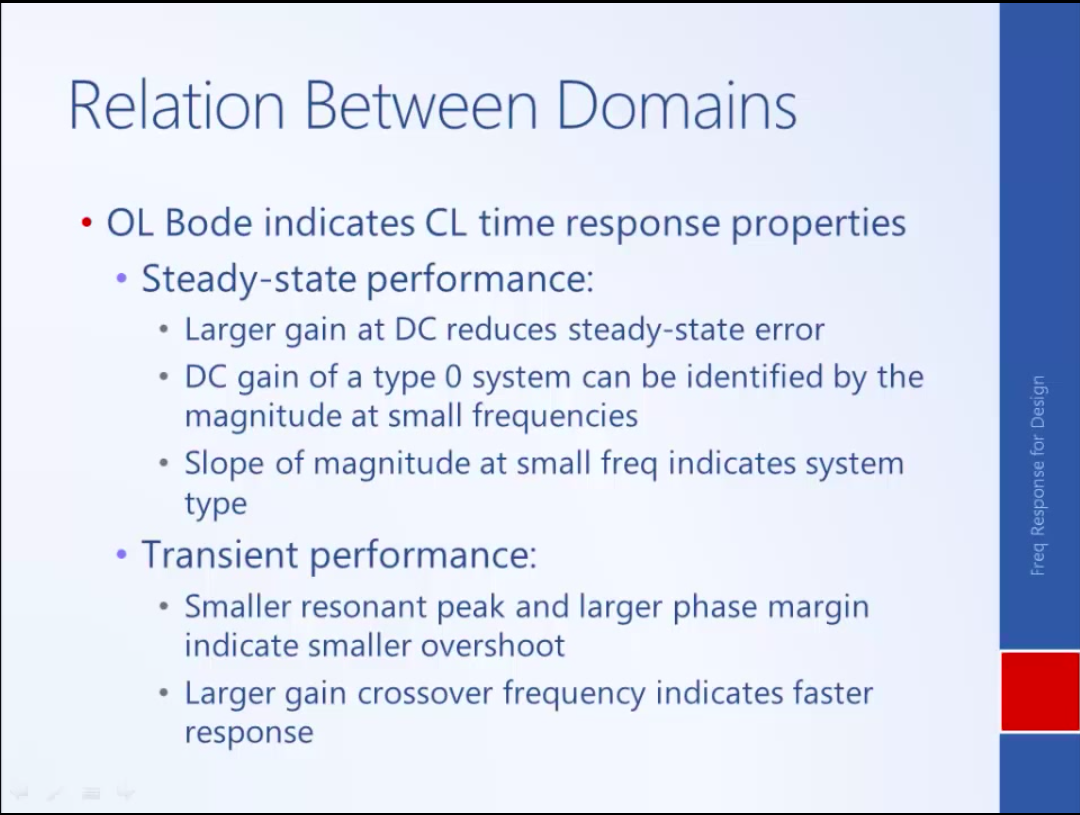 Relation Between Domains
• OL Bode indicates CL time response properties
• Steady-state performance:
• Larger gain at DC reduces steady-state error
• DC gain of a type 0 system can be identified by the
magnitude at small frequencies
• Slope of magnitude at small freq indicates system
type
• Transient performance:
• Smaller resonant peak and larger phase margin
indicate smaller overshoot
• Larger gain crossover frequency indicates faster
response
Freq Response for Design